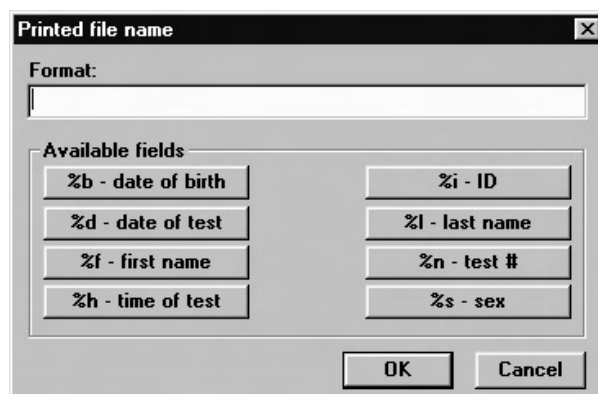 Printed file name
Format:
Available fields
%b - date of birth
%i - ID
%d - date of test
%l - last name
%f - first name
%n - test #
%h - time of test
%s - sex
OK
Cancel